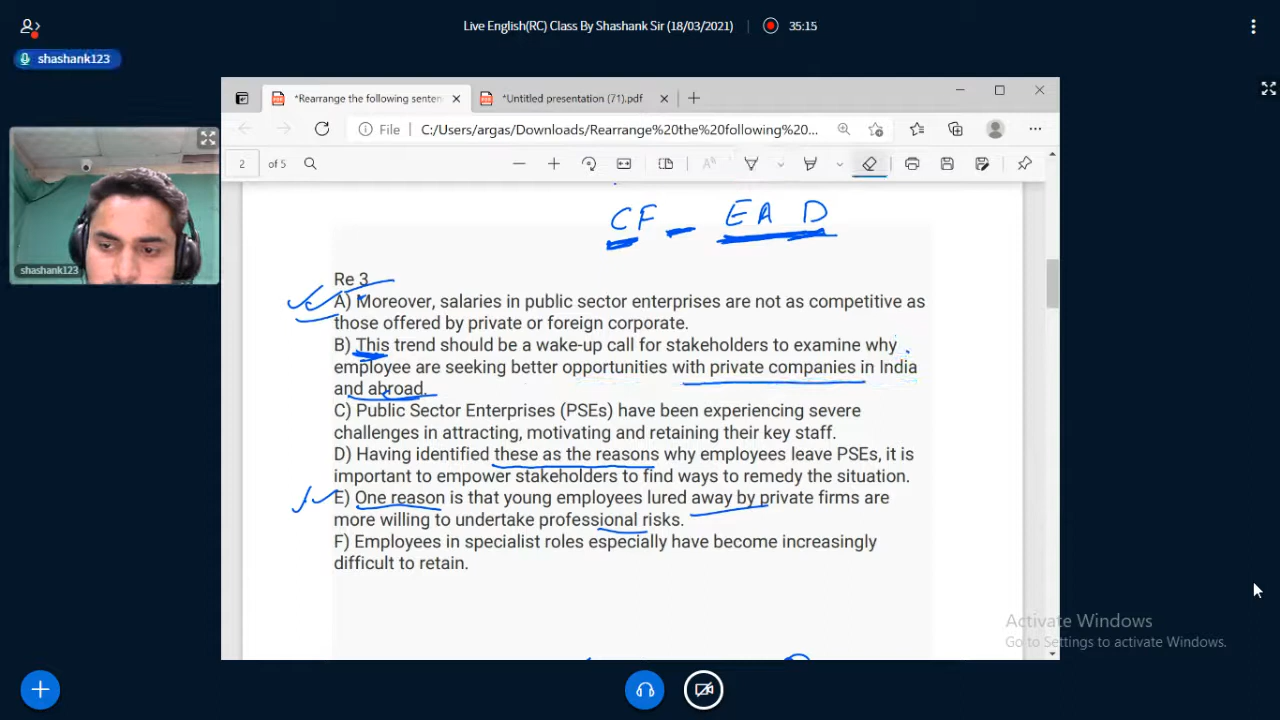 Live English(RC) Class By Shashank Sir (18/03/2021)
35:15
shashank123
*Rearrange the following senten
*Untitled presentation (71).pdf
File
C:/Users/argas/Downloads/Rearrange%20the%20following%20...
2 of 5
shashank123
CF _ EA D
Re 3
A) Moreover, salaries in public sector enterprises are not as competitive as
those offered by private or foreign corporate.
B) This trend should be a wake-up call for stakeholders to examine why
employee are seeking better opportunities with private companies in India
and abroad.
C) Public Sector Enterprises (PSEs) have been experiencing severe
challenges in attracting, motivating and retaining their key staff.
D) Having identified these as the reasons why employees leave PSEs, it is
important to empower stakeholders to find ways to remedy the situation.
E) One reason is that young employees lured away by private firms are
more willing to undertake professional risks.
F) Employees in specialist roles especially have become increasingly
difficult to retain.
Activate Windows
Go to Settings to activate Windows.